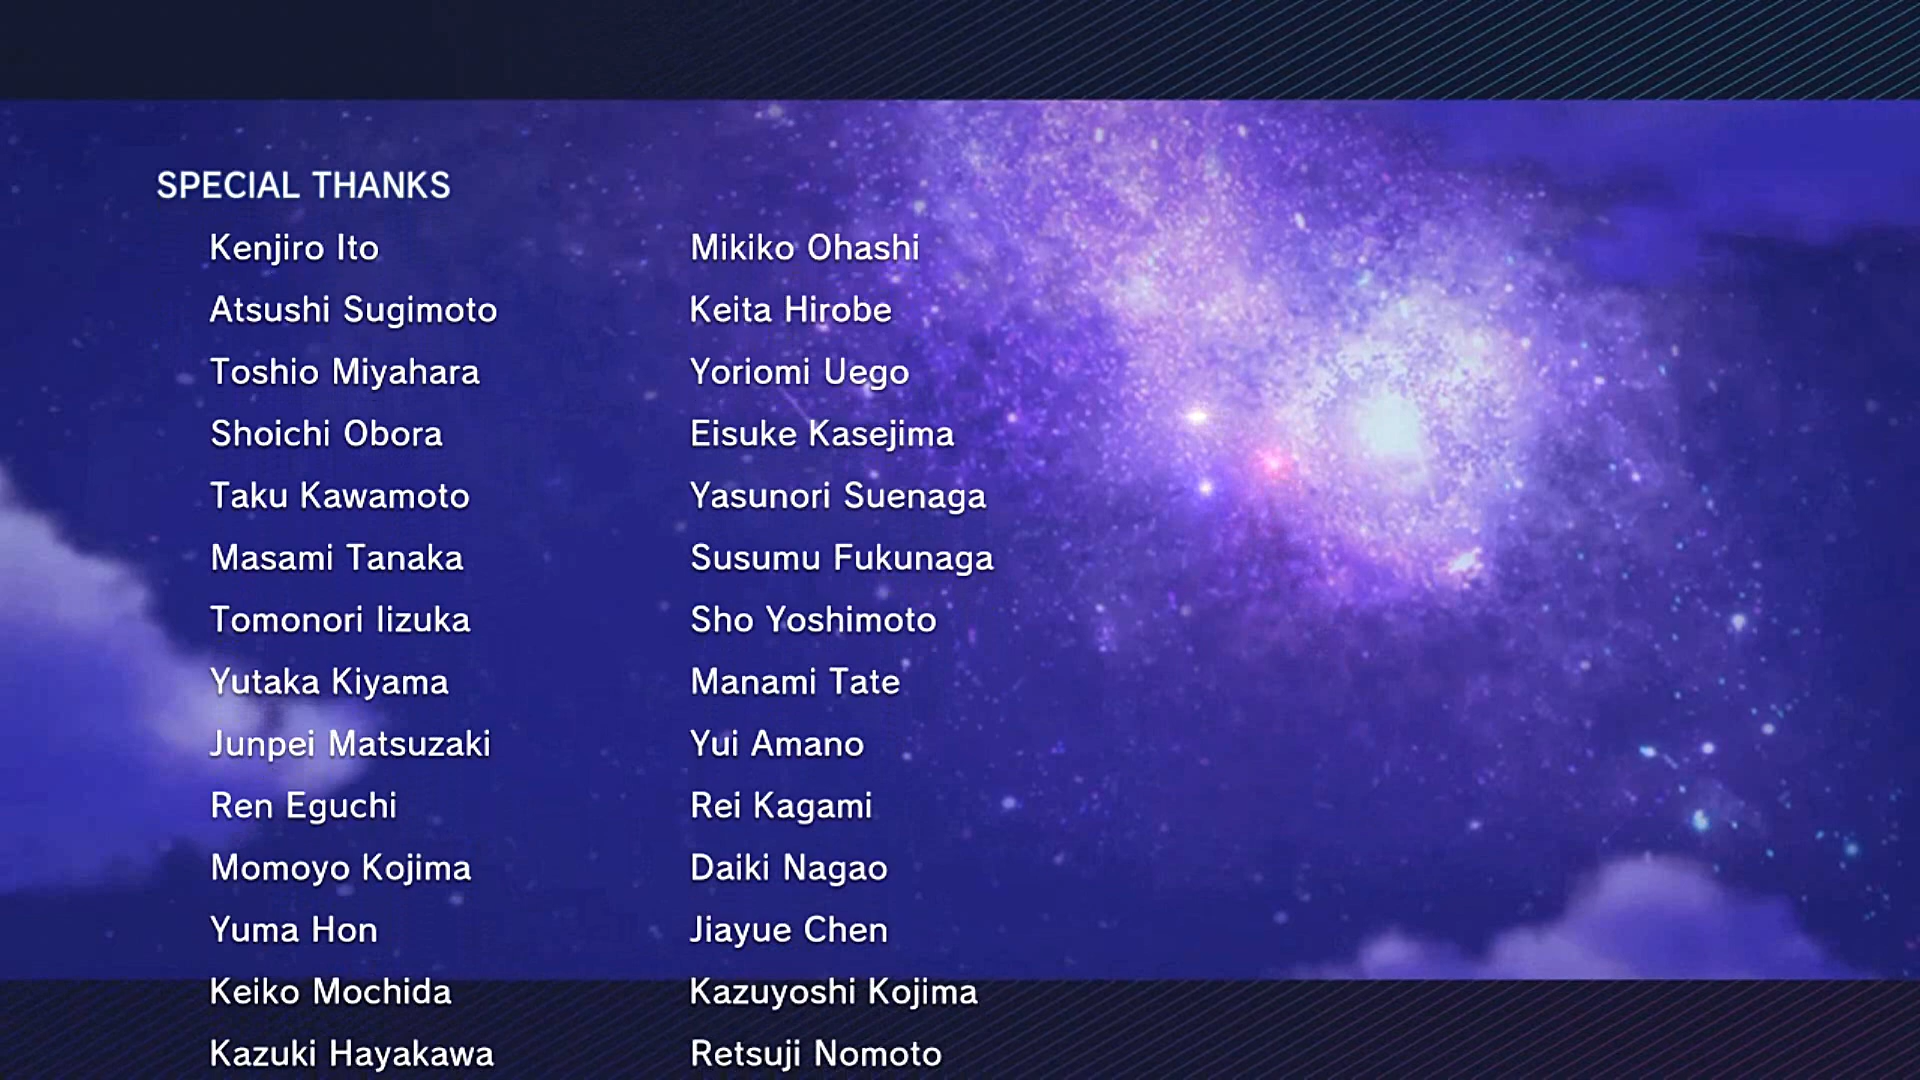 SPECIAL THANKS
Kenjiro Ito Mikiko Ohashi
Atsushi Sugimoto Keita Hirobe
Toshio Miyahara Yoriomi Uego
Shoichi Obora Eisuke Kasejima
Taku Kawamoto Yasunori Suenaga
Masami Tanaka Susumu Fukunaga
Tomonori Iizuka Sho Yoshimoto
Yutaka Kiyama Manami Tate
Junpei Matsuzaki Yui Amano
Ren Eguchi Rei Kagami
Momoyo Kojima Daiki Nagao
Yuma Hon Jiayue Chen
Keiko Mochida Kazuyoshi Kojima
Kazuki Hayakawa Retsuji Nomoto